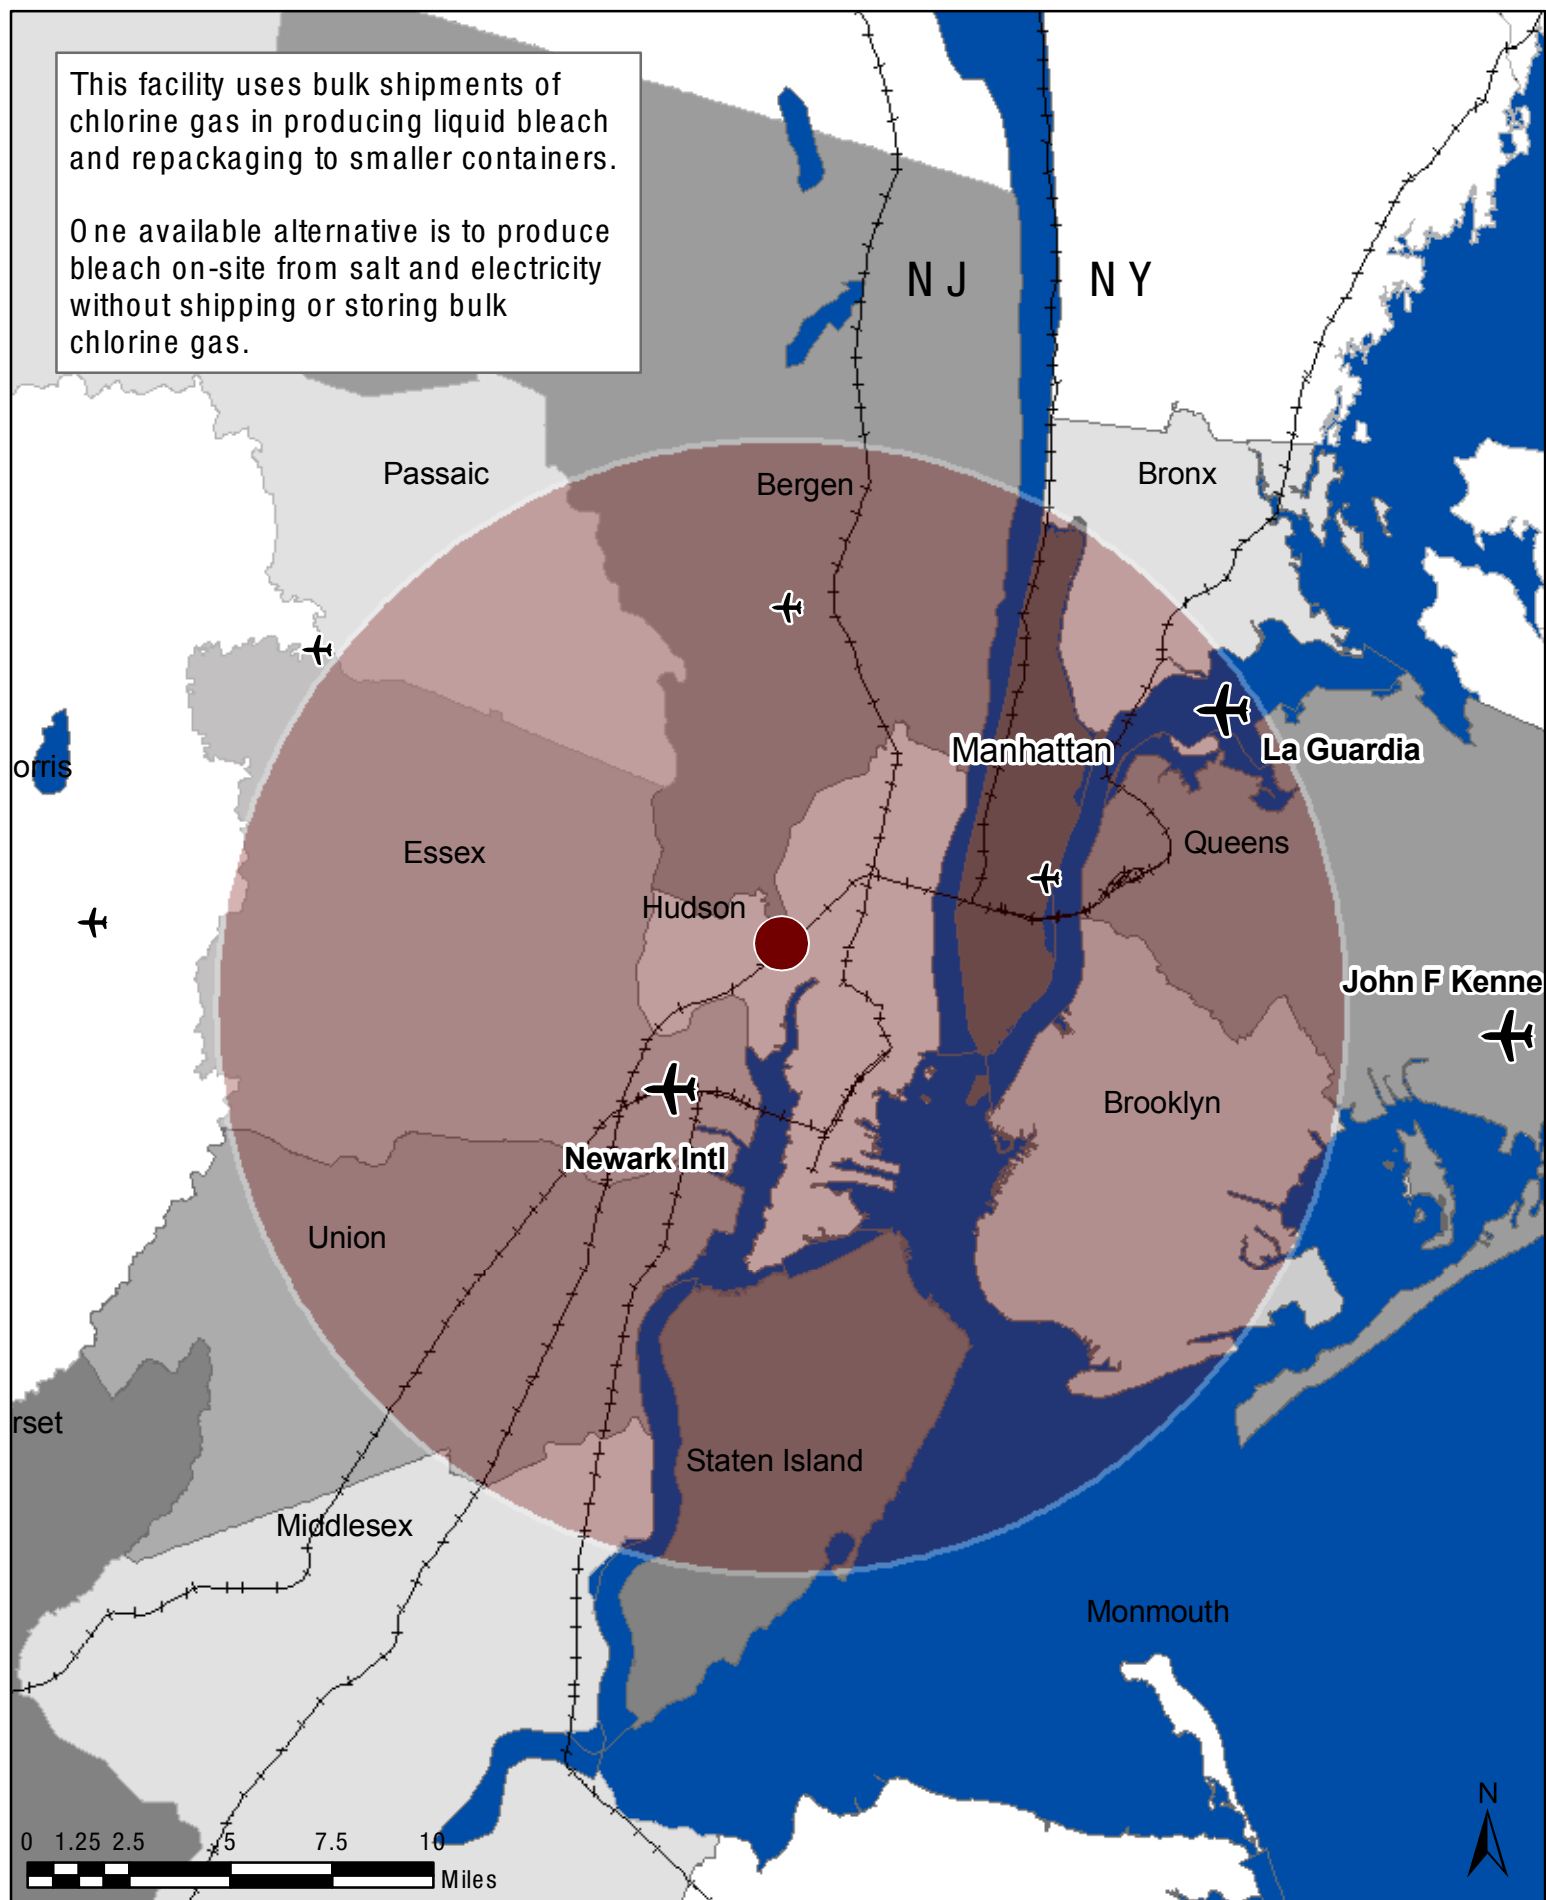 This facility uses bulk shipments of
chlorine gas in producing liquid bleach
and repackaging to smaller containers.
One available alternative is to produce
bleach on-site from salt and electricity
without shipping or storing bulk
chlorine gas.
NJ
NY
Passaic
Bergen
Bronx
Manhattan
La Guardia
orris
Essex
Queens
Hudson
John F Kenne
Brooklyn
Newark Intl
Union
rset
Staten Island
Middlesex
Monmouth
N
0 1.25 2.5 5 7.5 10
Miles